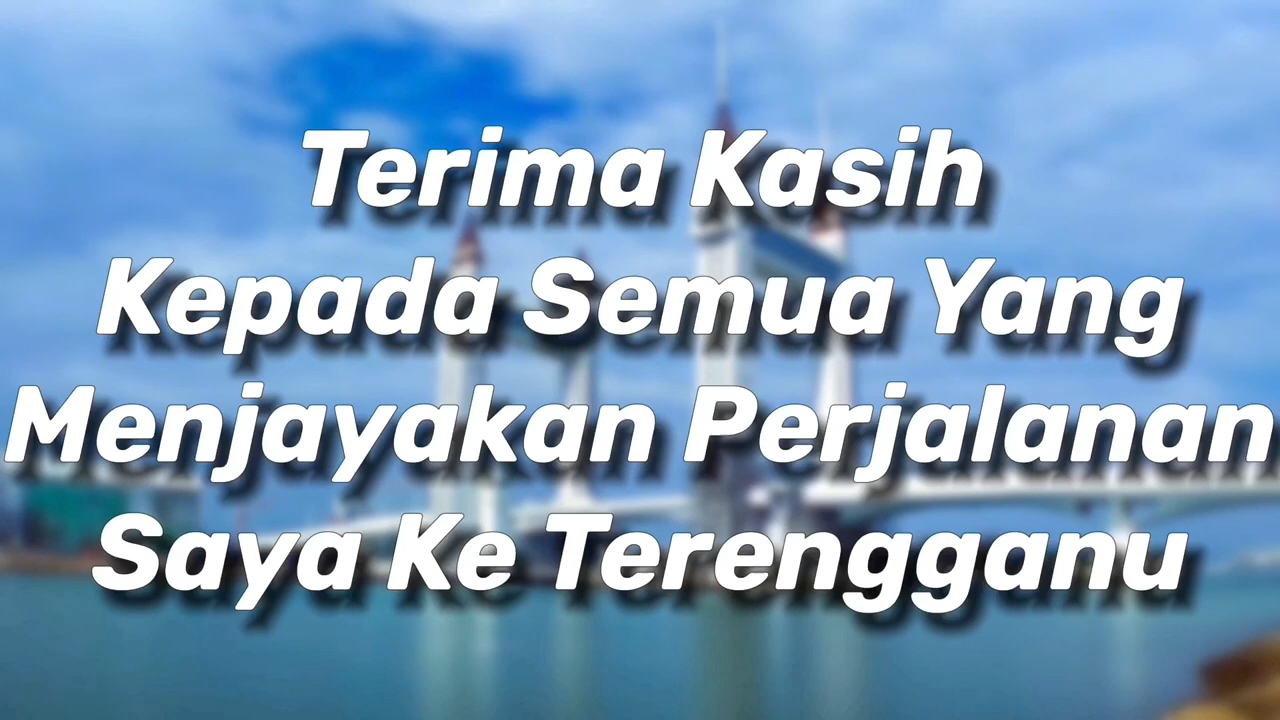 Terima Kasih
Kepada Semua Yang
Menjayakan Perjalanan
Saya Ke Terengganu